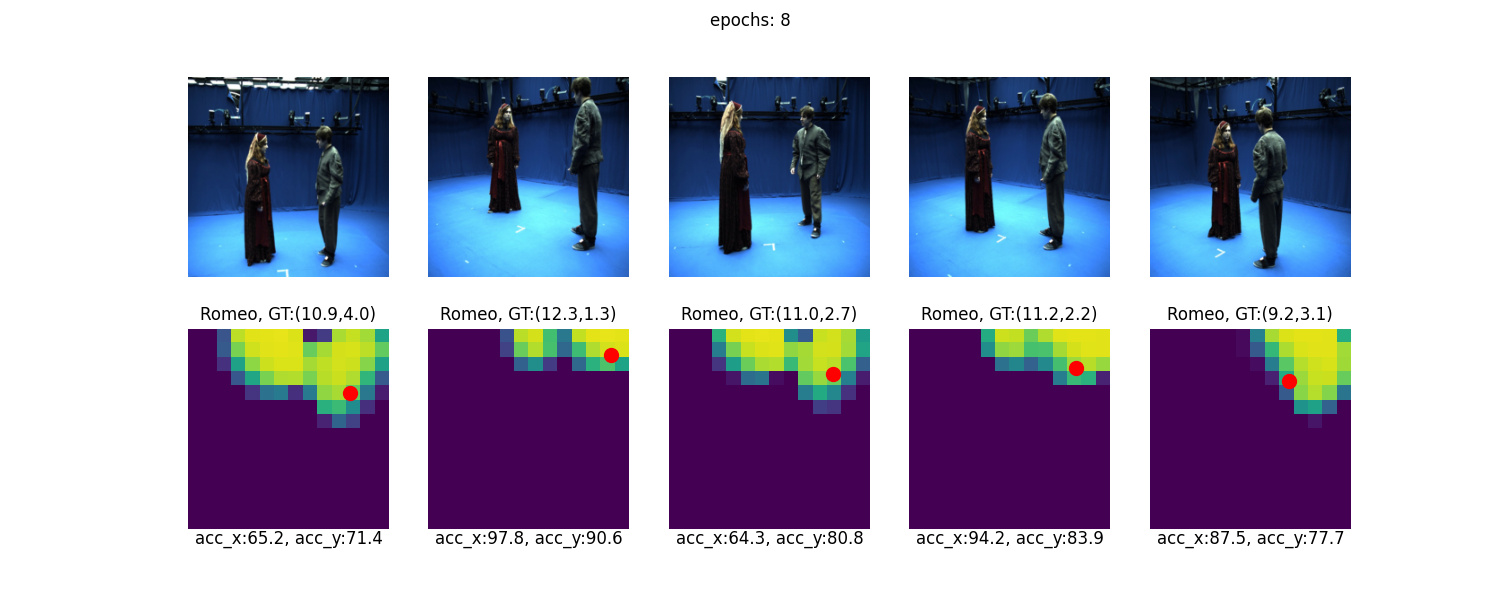 epochs: 8
Romeo, GT:(10.9,4.0)
Romeo, GT:(12.3,1.3)
Romeo, GT:(11.0,2.7)
Romeo, GT:(11.2,2.2)
Romeo, GT:(9.2,3.1)
acc_x:65.2, acc_y:71.4
acc_x:97.8, acc_y:90.6
acc_x:64.3, acc_y:80.8
acc_x:94.2, acc_y:83.9
acc_x:87.5, acc_y:77.7